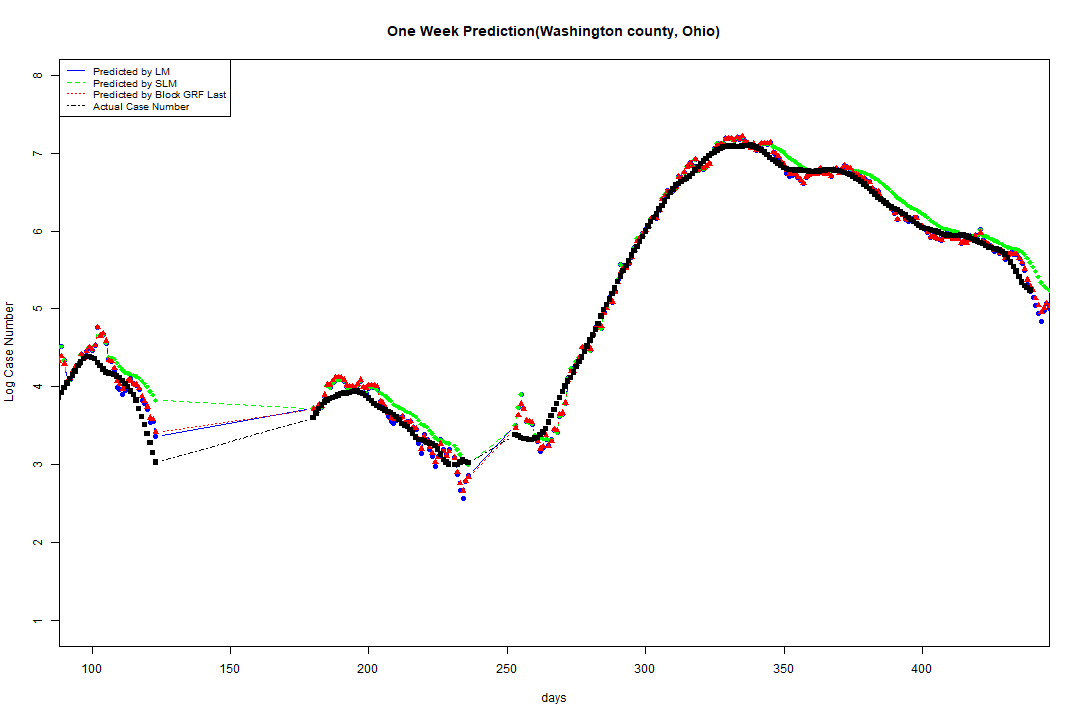 One Week Prediction(Washington county, Ohio)
Predicted by LM
Predicted by SLM
Predicted by Block GRF Last
Actual Case Number
8
7
6
5
4
3
2
1
Log Case Number
100 150 200 250 300 350 400
days